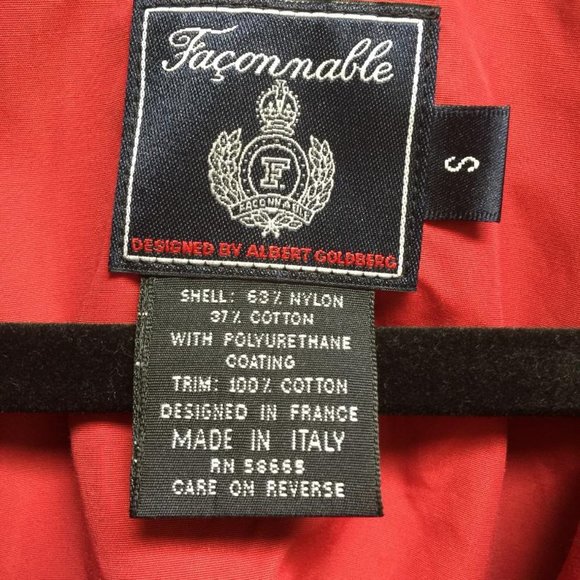 Façonnable
F.
FAÇONNABLE
DESIGNED BY ALBERT GOLDBERG
S
SHELL: 63% NYLON
37% COTTON
WITH POLYURETHANE
COATING
TRIM: 100% COTTON
DESIGNED IN FRANCE
MADE IN ITALY
RN 58665
CARE ON REVERSE